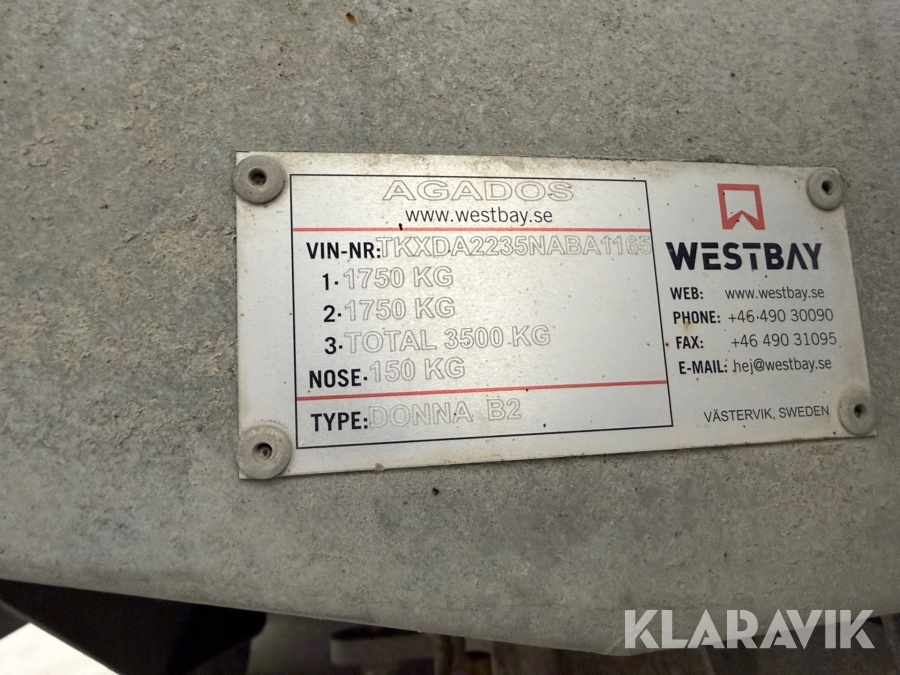 AGADOS
www.westbay.se
VIN-NR: TKXDA2235NABA1165
1. 1750 KG
2. 1750 KG
3. TOTAL 3500 KG
NOSE. 150 KG
TYPE: DONNA B2
WESTBAY
WEB: www.westbay.se
PHONE: +46 490 30090
FAX: +46 490 31095
E-MAIL: hej@westbay.se
VÄSTERVIK, SWEDEN
KLARAVIK